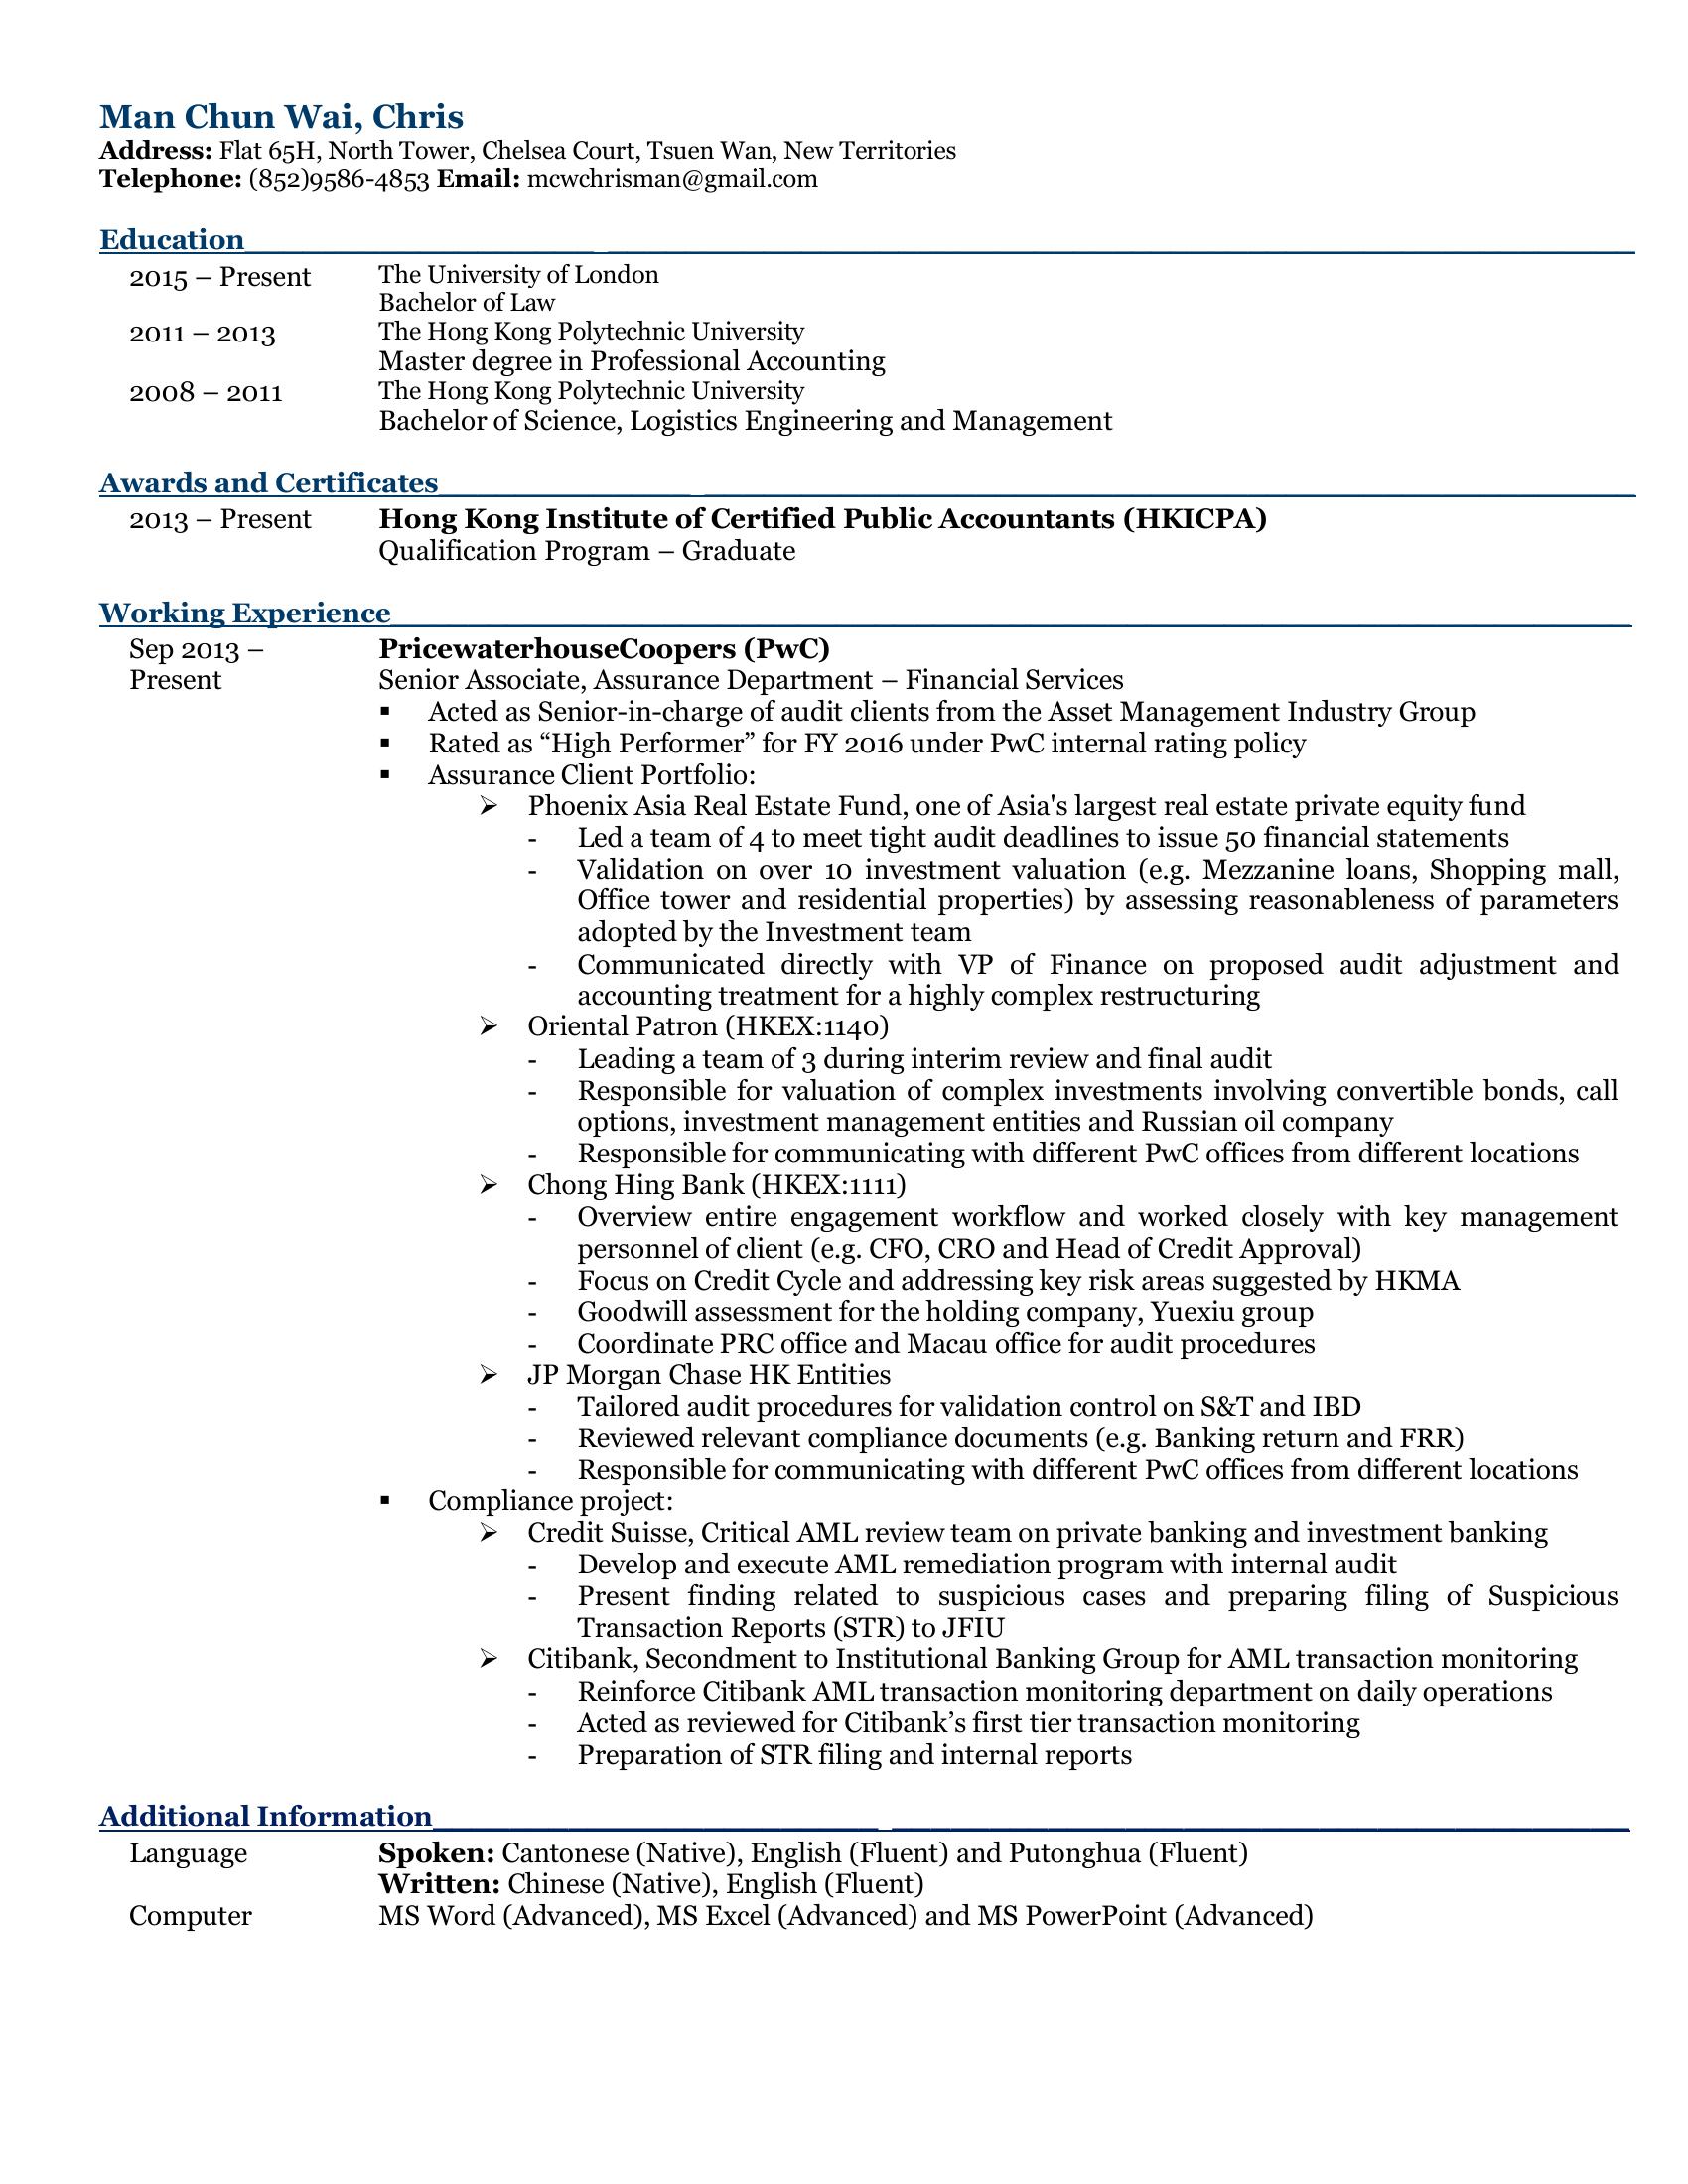 Man Chun Wai, Chris
Address: Flat 65H, North Tower, Chelsea Court, Tsuen Wan, New Territories
Telephone: (852)9586-4853 Email: mcwchrisman@gmail.com
Education
2015 – Present The University of London
Bachelor of Law
2011 – 2013 The Hong Kong Polytechnic University
Master degree in Professional Accounting
2008 – 2011 The Hong Kong Polytechnic University
Bachelor of Science, Logistics Engineering and Management
Awards and Certificates
2013 – Present Hong Kong Institute of Certified Public Accountants (HKICPA)
Qualification Program – Graduate
Working Experience
Sep 2013 – PricewaterhouseCoopers (PwC)
Present Senior Associate, Assurance Department – Financial Services
▪ Acted as Senior-in-charge of audit clients from the Asset Management Industry Group
▪ Rated as “High Performer” for FY 2016 under PwC internal rating policy
▪ Assurance Client Portfolio:
➢ Phoenix Asia Real Estate Fund, one of Asia's largest real estate private equity fund
- Led a team of 4 to meet tight audit deadlines to issue 50 financial statements
- Validation on over 10 investment valuation (e.g. Mezzanine loans, Shopping mall,
Office tower and residential properties) by assessing reasonableness of parameters
adopted by the Investment team
- Communicated directly with VP of Finance on proposed audit adjustment and
accounting treatment for a highly complex restructuring
➢ Oriental Patron (HKEX:1140)
- Leading a team of 3 during interim review and final audit
- Responsible for valuation of complex investments involving convertible bonds, call
options, investment management entities and Russian oil company
- Responsible for communicating with different PwC offices from different locations
➢ Chong Hing Bank (HKEX:1111)
- Overview entire engagement workflow and worked closely with key management
personnel of client (e.g. CFO, CRO and Head of Credit Approval)
- Focus on Credit Cycle and addressing key risk areas suggested by HKMA
- Goodwill assessment for the holding company, Yuexiu group
- Coordinate PRC office and Macau office for audit procedures
➢ JP Morgan Chase HK Entities
- Tailored audit procedures for validation control on S&T and IBD
- Reviewed relevant compliance documents (e.g. Banking return and FRR)
- Responsible for communicating with different PwC offices from different locations
▪ Compliance project:
➢ Credit Suisse, Critical AML review team on private banking and investment banking
- Develop and execute AML remediation program with internal audit
- Present finding related to suspicious cases and preparing filing of Suspicious
Transaction Reports (STR) to JFIU
➢ Citibank, Secondment to Institutional Banking Group for AML transaction monitoring
- Reinforce Citibank AML transaction monitoring department on daily operations
- Acted as reviewed for Citibank’s first tier transaction monitoring
- Preparation of STR filing and internal reports
Additional Information
Language Spoken: Cantonese (Native), English (Fluent) and Putonghua (Fluent)
Written: Chinese (Native), English (Fluent)
Computer MS Word (Advanced), MS Excel (Advanced) and MS PowerPoint (Advanced)